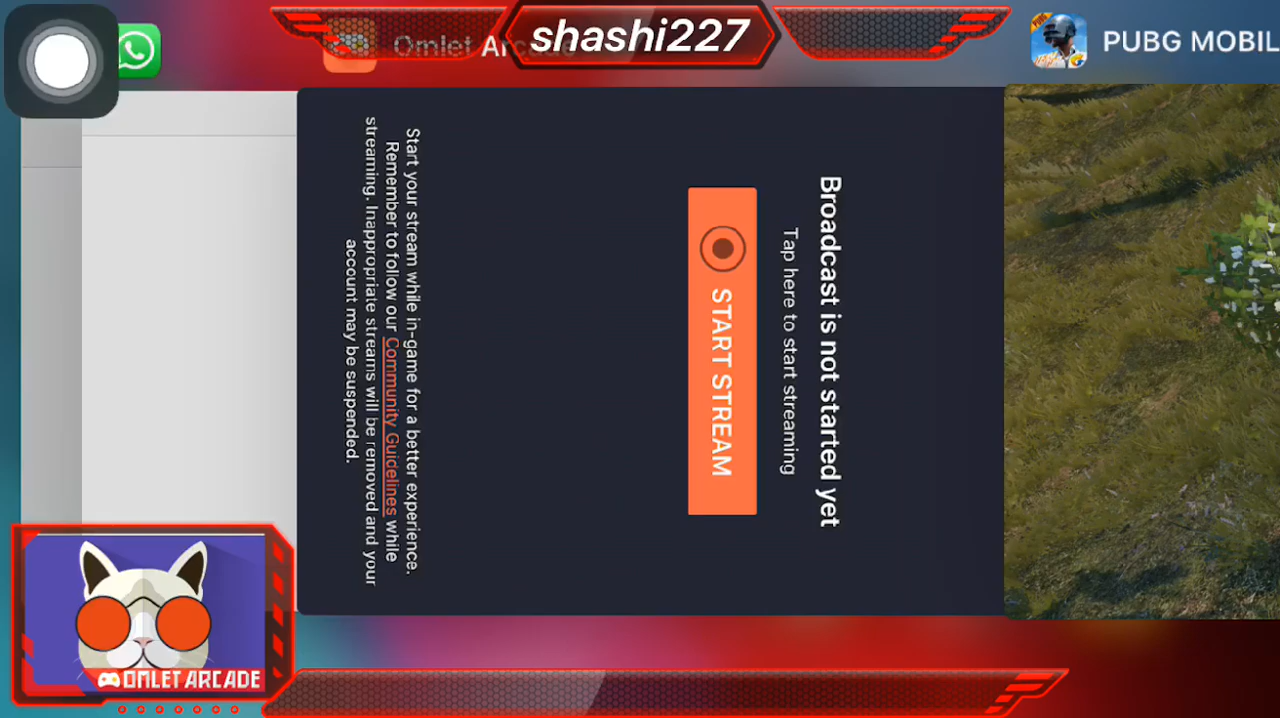 Omlet Ar
shashi227
PUBG MOBIL
Broadcast is not started yet
Tap here to start streaming
START STREAM
Start your stream while in-game for a better experience.
Remember to follow our Community Guidelines while
streaming. Inappropriate streams will be removed and your
account may be suspended.
OMLET ARCADE